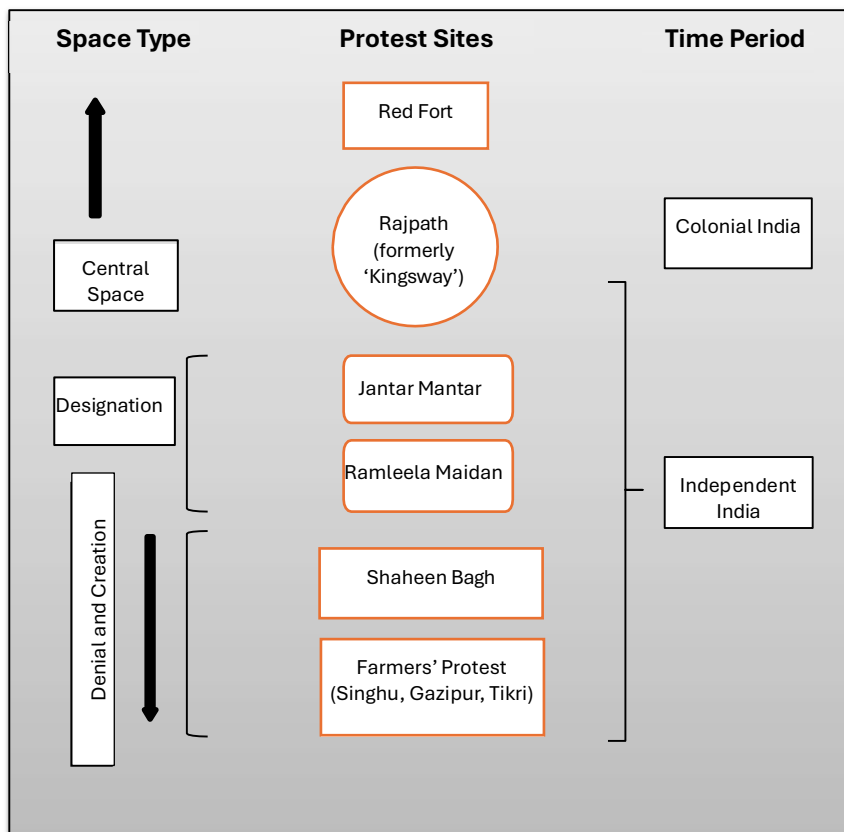 Space Type
Protest Sites
Time Period
Red Fort
Rajpath
(formerly
‘Kingsway’)
Colonial India
Central
Space
Designation
Jantar Mantar
Ramleela Maidan
Independent
India
Denial and Creation
Shaheen Bagh
Farmers’ Protest
(Singhu, Gazipur, Tikri)